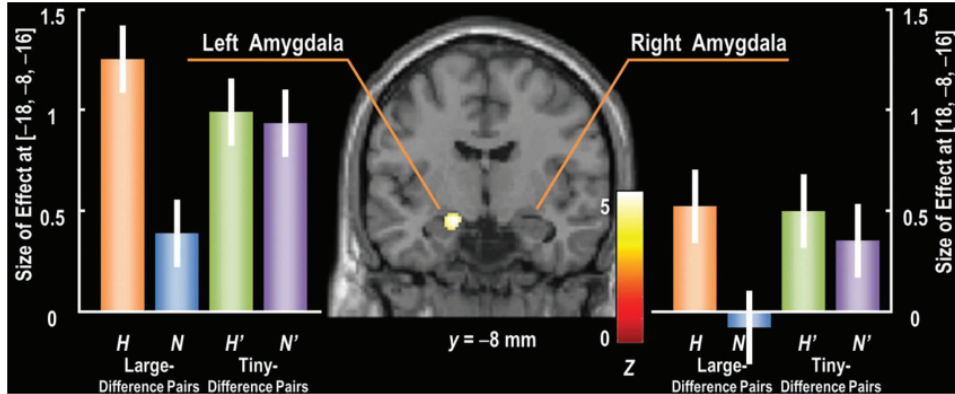 1.5
1
0.5
0
Size of Effect at [−18, −8, −16]
H N H' N'
Large-
Difference Pairs
Tiny-
Difference Pairs
Left Amygdala
Right Amygdala
y = −8 mm
5
0
Z
1.5
1
0.5
0
Size of Effect at [18, −8, −16]
H N H' N'
Large-
Difference Pairs
Tiny-
Difference Pairs